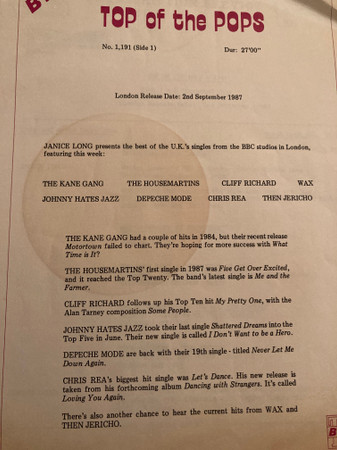 TOP of the POPS
No. 1,191 (Side 1) Dur: 27'00"
London Release Date: 2nd September 1987
JANICE LONG presents the best of the U.K.'s singles from the BBC studios in London,
featuring this week:
THE KANE GANG THE HOUSEMARTINS CLIFF RICHARD WAX
JOHNNY HATES JAZZ DEPECHE MODE CHRIS REA THEN JERICHO
THE KANE GANG had a couple of hits in 1984, but their recent release
Motortown failed to chart. They're hoping for more success with What
Time is It?
THE HOUSEMARTINS' first single in 1987 was Five Get Over Excited,
and it reached the Top Twenty. The band's latest single is Me and the
Farmer.
CLIFF RICHARD follows up his Top Ten hit My Pretty One, with the
Alan Tarney composition Some People.
JOHNNY HATES JAZZ took their last single Shattered Dreams into the
Top Five in June. Their new single is called I Don't Want to be a Hero.
DEPECHE MODE are back with their 19th single - titled Never Let Me
Down Again.
CHRIS REA's biggest hit single was Let's Dance. His new release is
taken from his forthcoming album Dancing with Strangers. It's called
Loving You Again.
There's also another chance to hear the current hits from WAX and
THEN JERICHO.